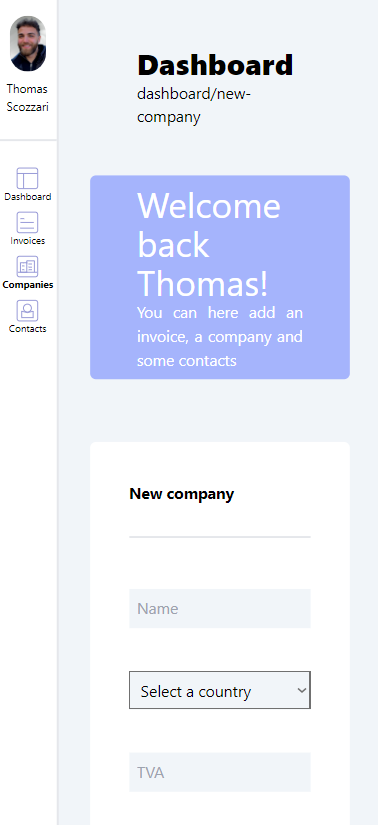 Thomas
Scozzari
Dashboard
Invoices
Companies
Contacts
Dashboard
dashboard/new-
company
Welcome
back
Thomas!
You can here add an
invoice, a company and
some contacts
New company
Name
Select a country
TVA